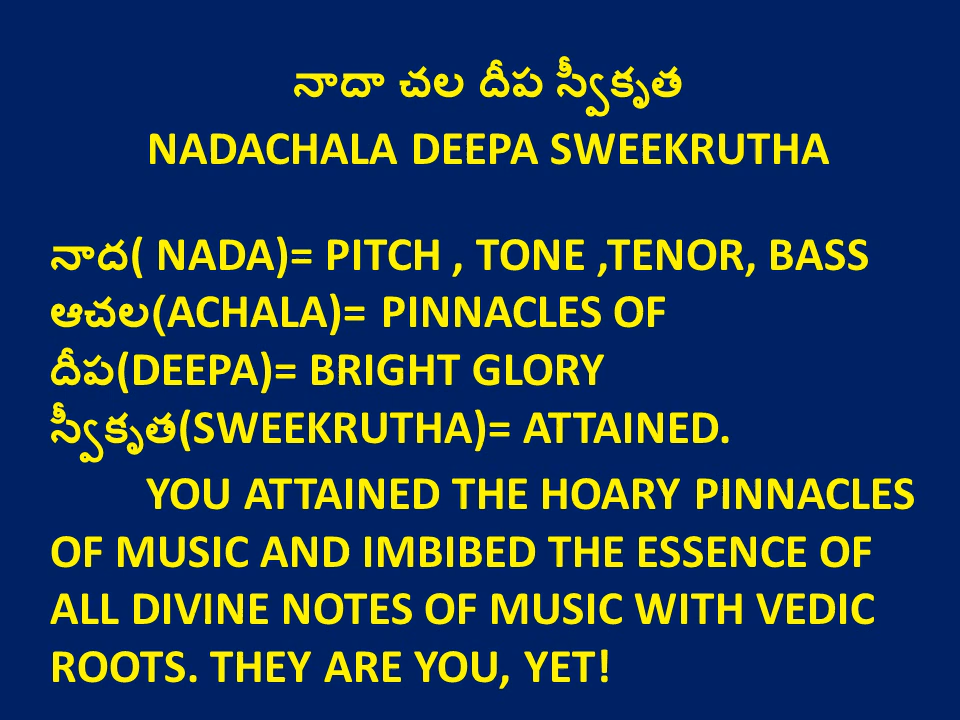 నాదా చల దీప స్వీకృత
NADACHALA DEEPA SWEEKRUTHA
నాద( NADA)= PITCH , TONE ,TENOR, BASS
ఆచల(ACHALA)= PINNACLES OF
దీప(DEEPA)= BRIGHT GLORY
స్వీకృత(SWEEKRUTHA)= ATTAINED.
YOU ATTAINED THE HOARY PINNACLES
OF MUSIC AND IMBIBED THE ESSENCE OF
ALL DIVINE NOTES OF MUSIC WITH VEDIC
ROOTS. THEY ARE YOU, YET!